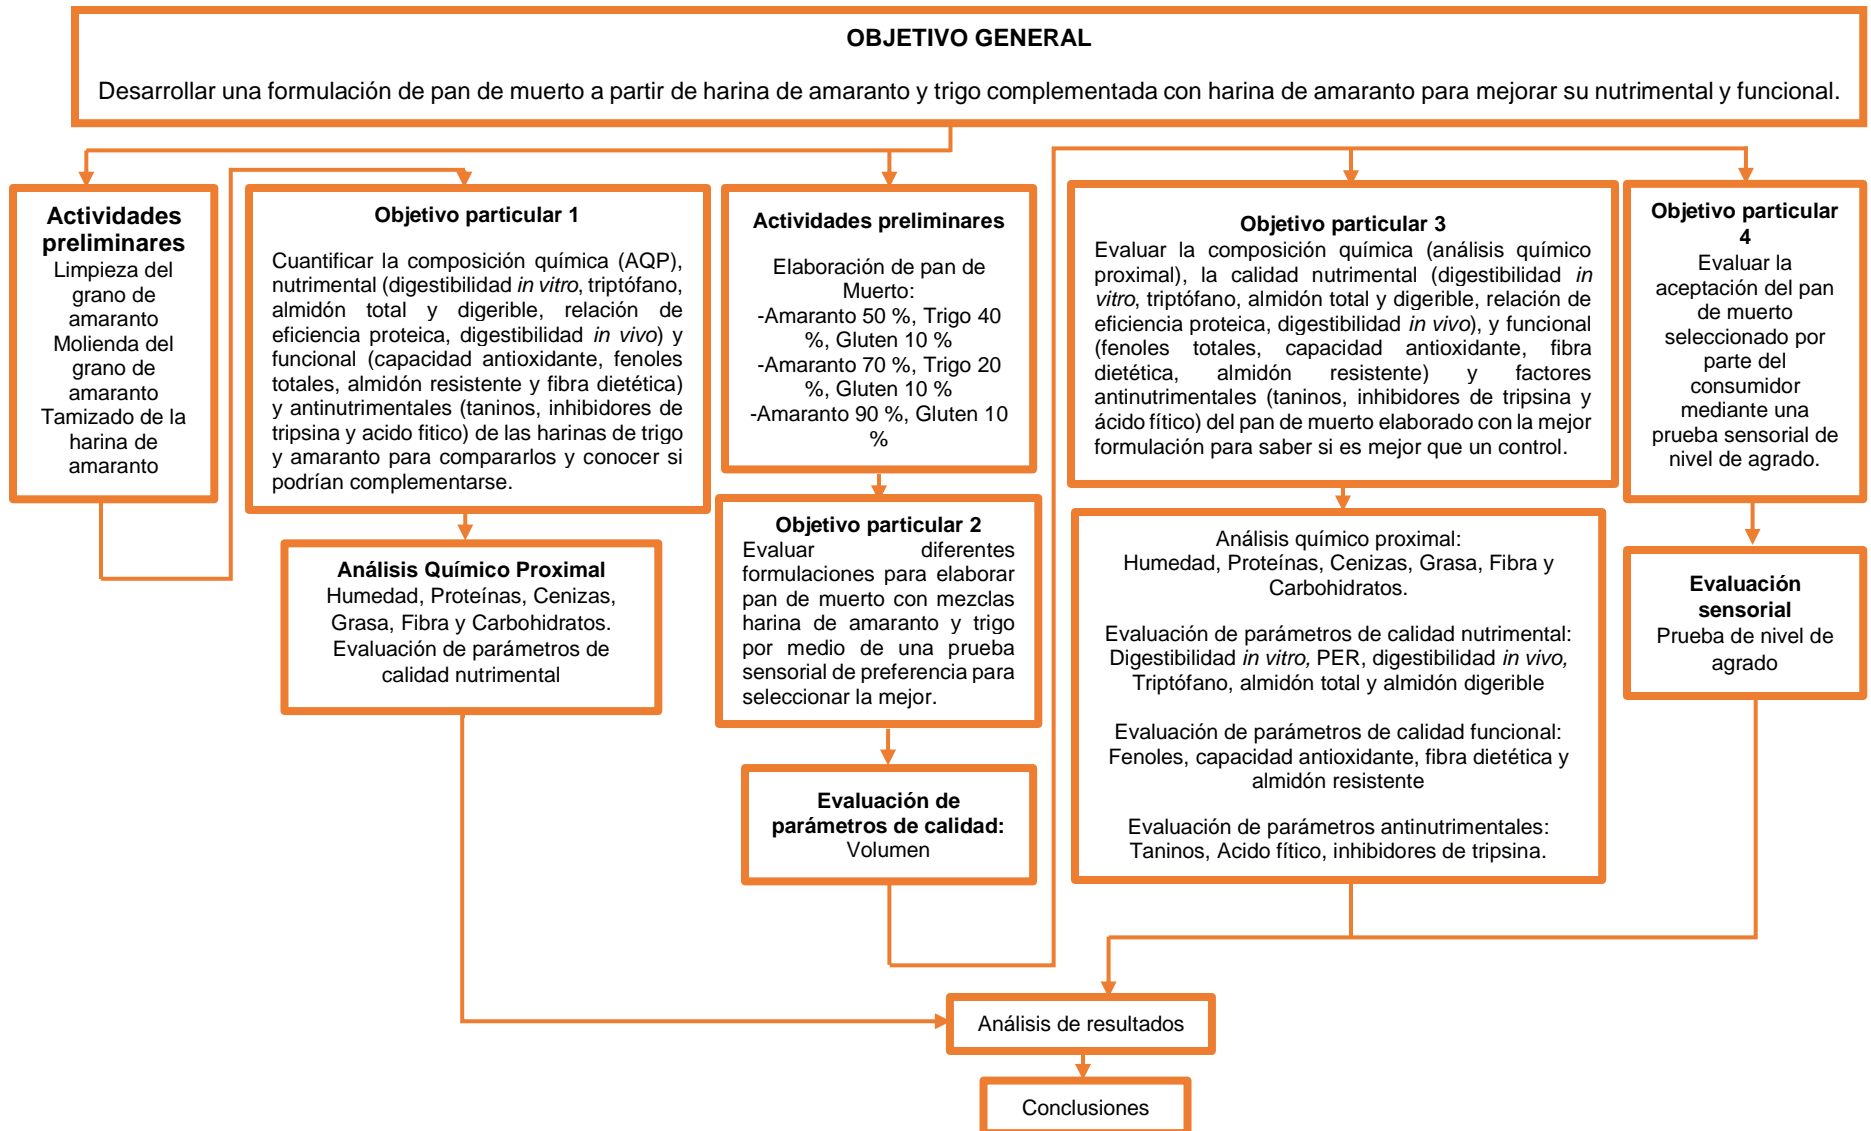 OBJETIVO GENERAL
Desarrollar una formulación de pan de muerto a partir de harina de amaranto y trigo complementada con harina de amaranto para mejorar su nutrimental y funcional.
Actividades
preliminares
Limpieza del
grano de
amaranto
Molienda del
grano de
amaranto
Tamizado de la
harina de
amaranto
Objetivo particular 1
Cuantificar la composición química (AQP),
nutrimental (digestibilidad in vitro, triptófano,
almidón total y digerible, relación de
eficiencia proteica, digestibilidad in vivo) y
funcional (capacidad antioxidante, fenoles
totales, almidón resistente y fibra dietética)
y antinutrimentales (taninos, inhibidores de
tripsina y acido fitico) de las harinas de trigo
y amaranto para compararlos y conocer si
podrían complementarse.
Análisis Químico Proximal
Humedad, Proteínas, Cenizas,
Grasa, Fibra y Carbohidratos.
Evaluación de parámetros de
calidad nutrimental
Actividades preliminares
Elaboración de pan de
Muerto:
-Amaranto 50 %, Trigo 40
%, Gluten 10 %
-Amaranto 70 %, Trigo 20
%, Gluten 10 %
-Amaranto 90 %, Gluten 10
%
Objetivo particular 2
Evaluar diferentes
formulaciones para elaborar
pan de muerto con mezclas
harina de amaranto y trigo
por medio de una prueba
sensorial de preferencia para
seleccionar la mejor.
Evaluación de
parámetros de calidad:
Volumen
Objetivo particular 3
Evaluar la composición química (análisis químico
proximal), la calidad nutrimental (digestibilidad in
vitro, triptófano, almidón total y digerible, relación de
eficiencia proteica, digestibilidad in vivo), y funcional
(fenoles totales, capacidad antioxidante, fibra
dietética, almidón resistente) y factores
antinutrimentales (taninos, inhibidores de tripsina y
ácido fítico) del pan de muerto elaborado con la mejor
formulación para saber si es mejor que un control.
Análisis químico proximal:
Humedad, Proteínas, Cenizas, Grasa, Fibra y
Carbohidratos.
Evaluación de parámetros de calidad nutrimental:
Digestibilidad in vitro, PER, digestibilidad in vivo,
Triptófano, almidón total y almidón digerible
Evaluación de parámetros de calidad funcional:
Fenoles, capacidad antioxidante, fibra dietética y
almidón resistente
Evaluación de parámetros antinutrimentales:
Taninos, Acido fítico, inhibidores de tripsina.
Objetivo particular
4
Evaluar la
aceptación del pan
de muerto
seleccionado por
parte del
consumidor
mediante una
prueba sensorial de
nivel de agrado.
Evaluación
sensorial
Prueba de nivel de
agrado
Análisis de resultados
Conclusiones